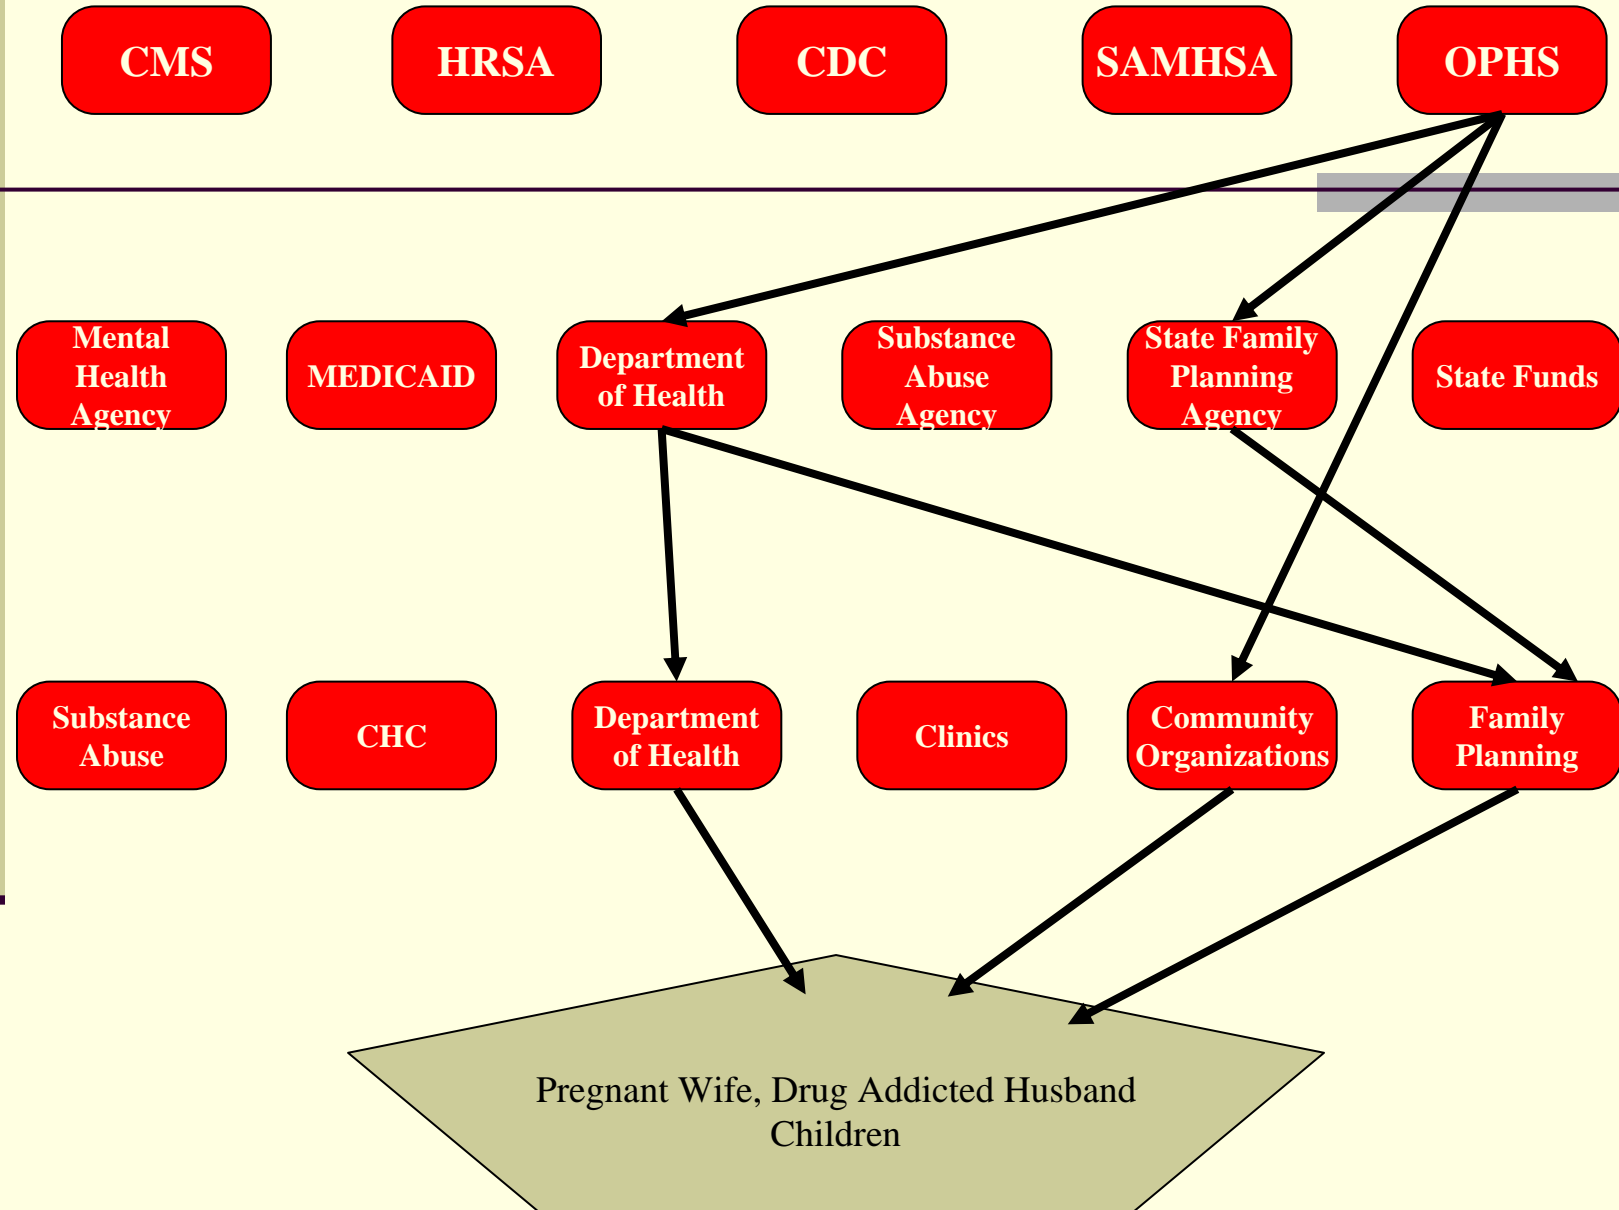 CMS
HRSA
CDC
SAMHSA
OPHS
Mental
Health
Agency
MEDICAID
Department
of Health
Substance
Abuse
Agency
State Family
Planning
Agency
State Funds
Substance
Abuse
CHC
Department
of Health
Clinics
Community
Organizations
Family
Planning
Pregnant Wife, Drug Addicted Husband
Children